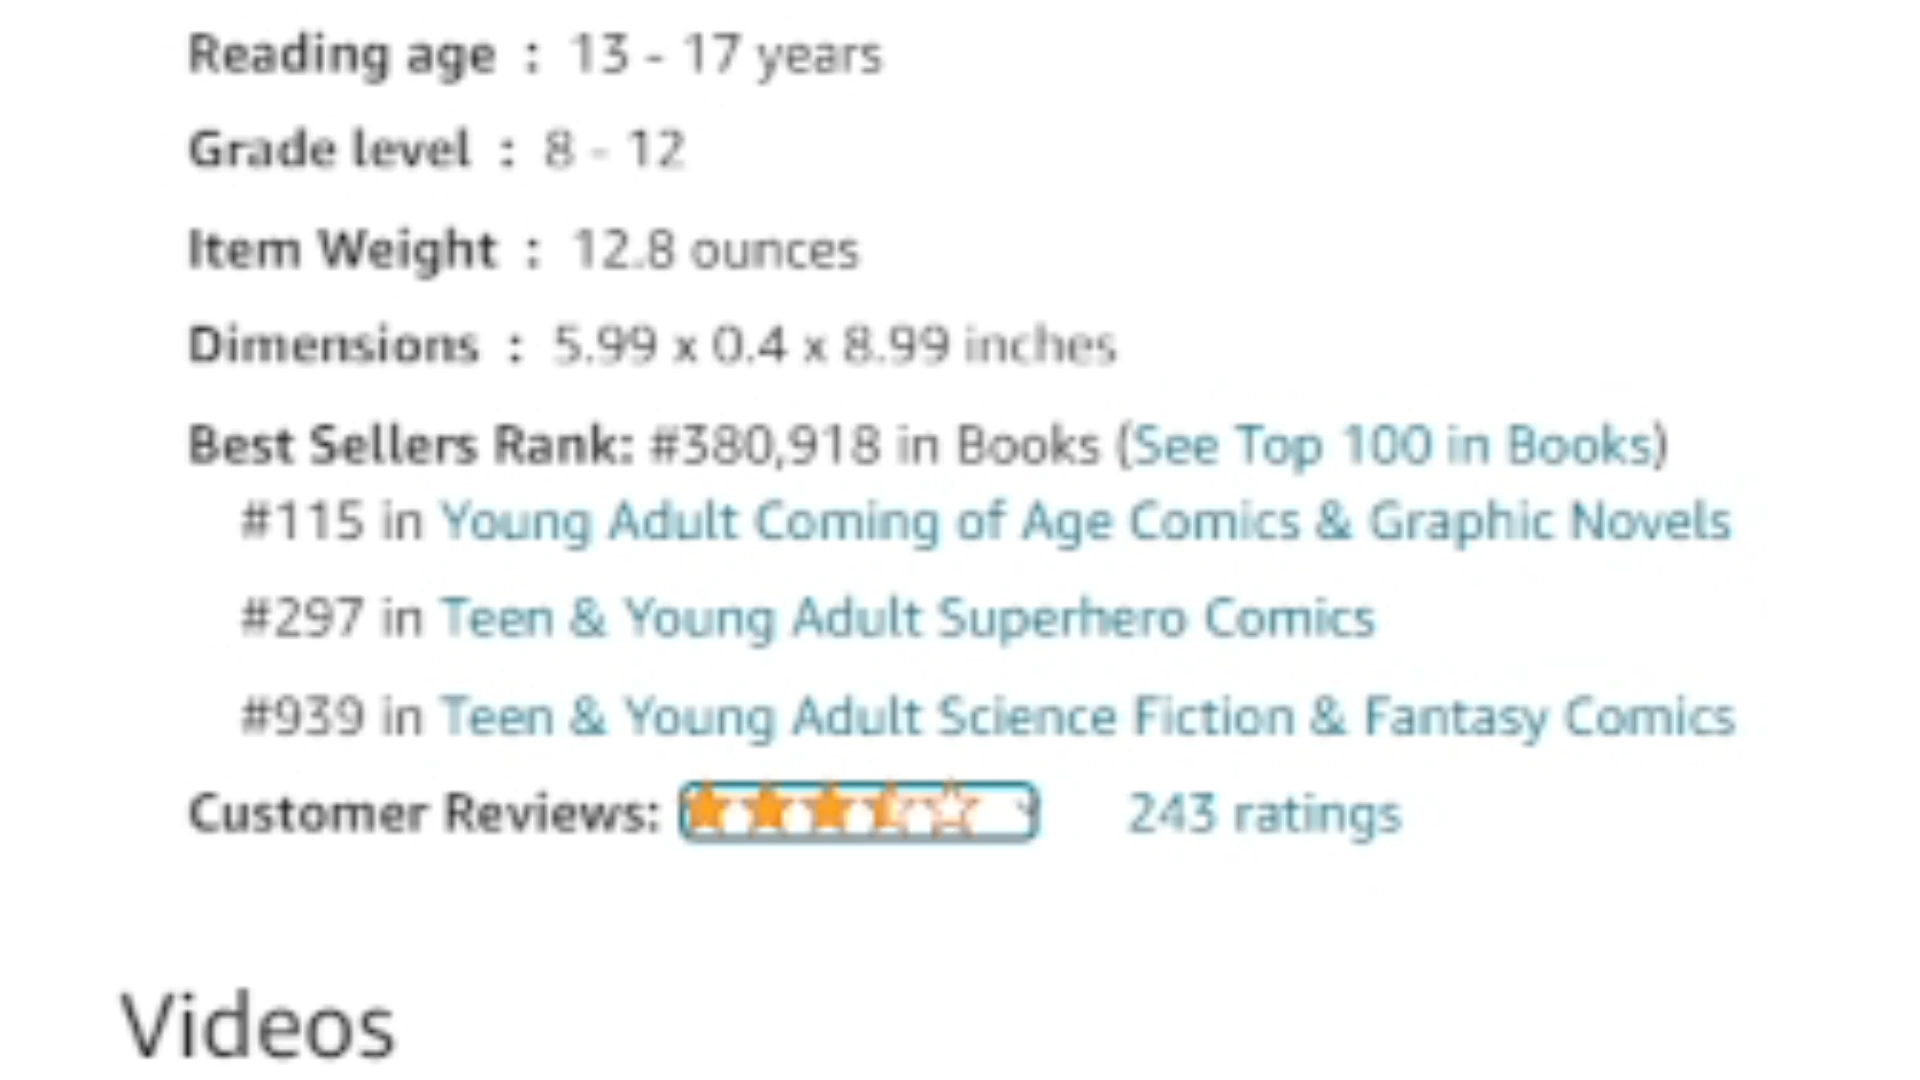 Reading age : 13 - 17 years
Grade level : 8 - 12
Item Weight : 12.8 ounces
Dimensions : 5.99 x 0.4 x 8.99 inches
Best Sellers Rank: #380,918 in Books (See Top 100 in Books)
#115 in Young Adult Coming of Age Comics & Graphic Novels
#297 in Teen & Young Adult Superhero Comics
#939 in Teen & Young Adult Science Fiction & Fantasy Comics
Customer Reviews: 243 ratings
Videos